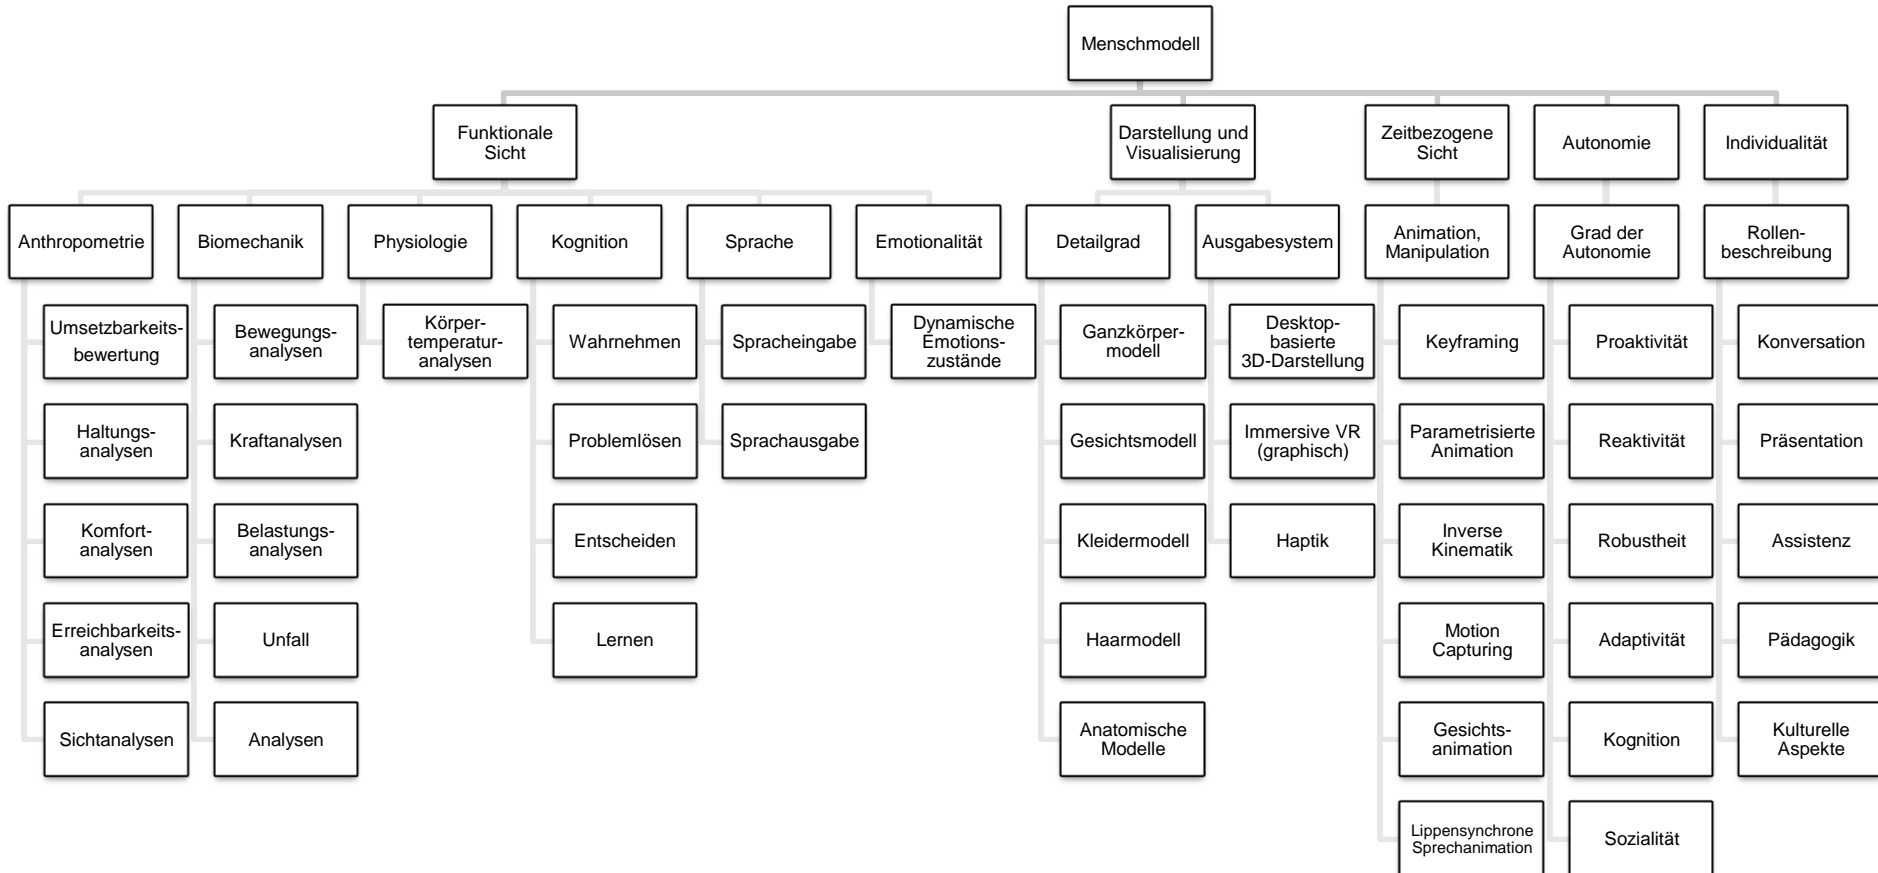 Menschmodell
Funktionale
Sicht
Darstellung und
Visualisierung
Zeitbezogene
Sicht
Autonomie
Individualität
Anthropometrie
Biomechanik
Physiologie
Kognition
Sprache
Emotionalität
Detailgrad
Ausgabesystem
Animation,
Manipulation
Grad der
Autonomie
Rollen-
beschreibung
Umsetzbarkeits-
bewertung
Bewegungs-
analysen
Körper-
temperatur-
analysen
Wahrnehmen
Spracheingabe
Dynamische
Emotions-
zustände
Ganzkörper-
modell
Desktop-
basierte
3D-Darstellung
Keyframing
Proaktivität
Konversation
Haltungs-
analysen
Kraftanalysen
Problemlösen
Sprachausgabe
Gesichtsmodell
Immersive VR
(graphisch)
Parametrisierte
Animation
Reaktivität
Präsentation
Komfort-
analysen
Belastungs-
analysen
Entscheiden
Kleidermodell
Haptik
Inverse
Kinematik
Robustheit
Assistenz
Erreichbarkeits-
analysen
Unfall
Lernen
Haarmodell
Motion
Capturing
Adaptivität
Pädagogik
Sichtanalysen
Analysen
Anatomische
Modelle
Gesichts-
animation
Kognition
Kulturelle
Aspekte
Lippensynchrone
Sprechanimation
Sozialität